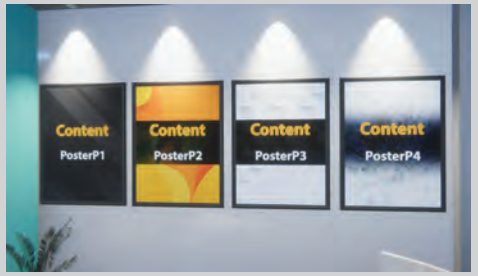 Content
PosterP1
Content
PosterP2
Content
PosterP3
Content
PosterP4